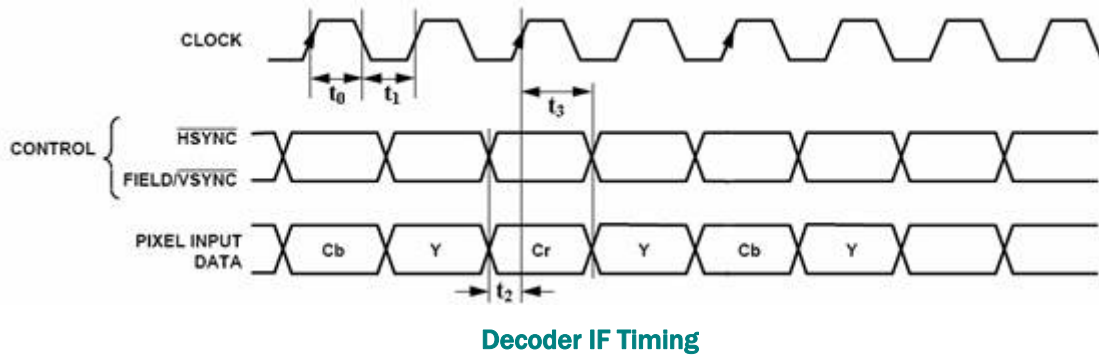 CLOCK
t0 t1
t3
CONTROL
HSYNC
FIELD/VSYNC
PIXEL INPUT
DATA
Cb Y Cr Y Cb Y
t2
Decoder IF Timing